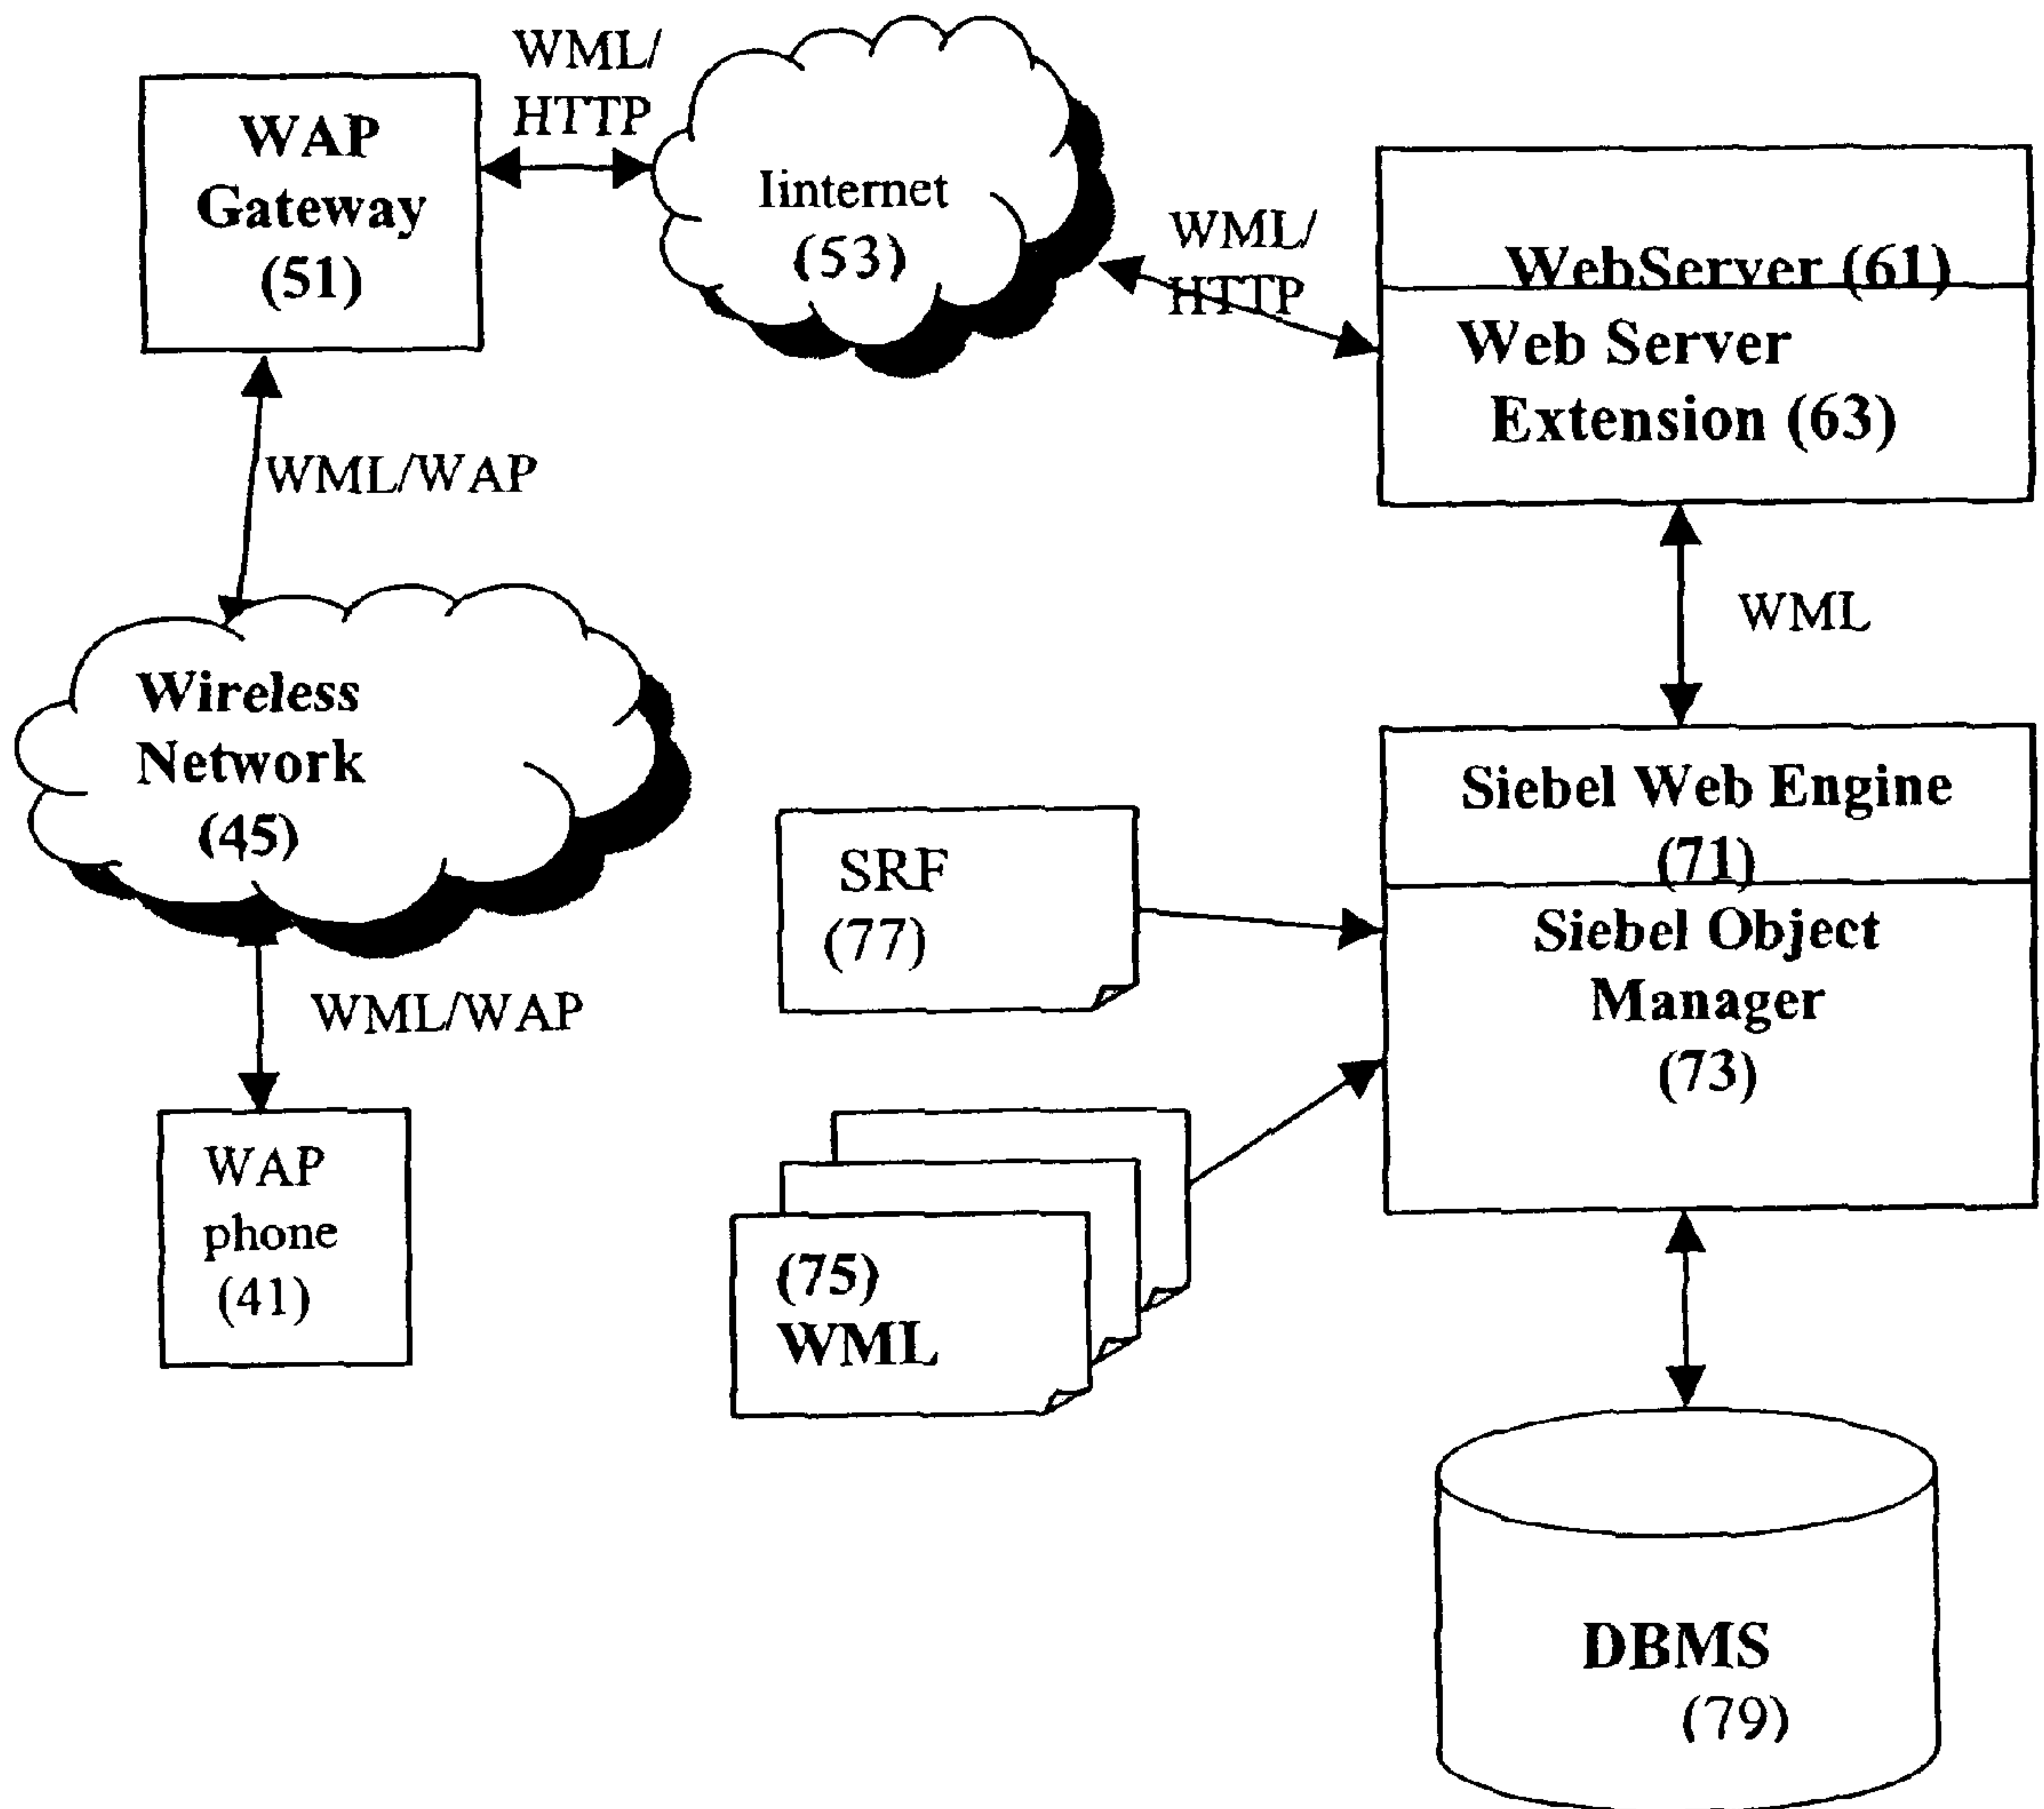 WML/
HTTP
WAP
Gateway
(51)
Iinternet
(53)
WML/
HTTP
WebServer (61)
Web Server
Extension (63)
WML/WAP
WML
Wireless
Network
(45)
Siebel Web Engine
(71)
SRF
(77)
Siebel Object
Manager
(73)
WML/WAP
WAP
phone
(41)
(75)
WML
DBMS
(79)